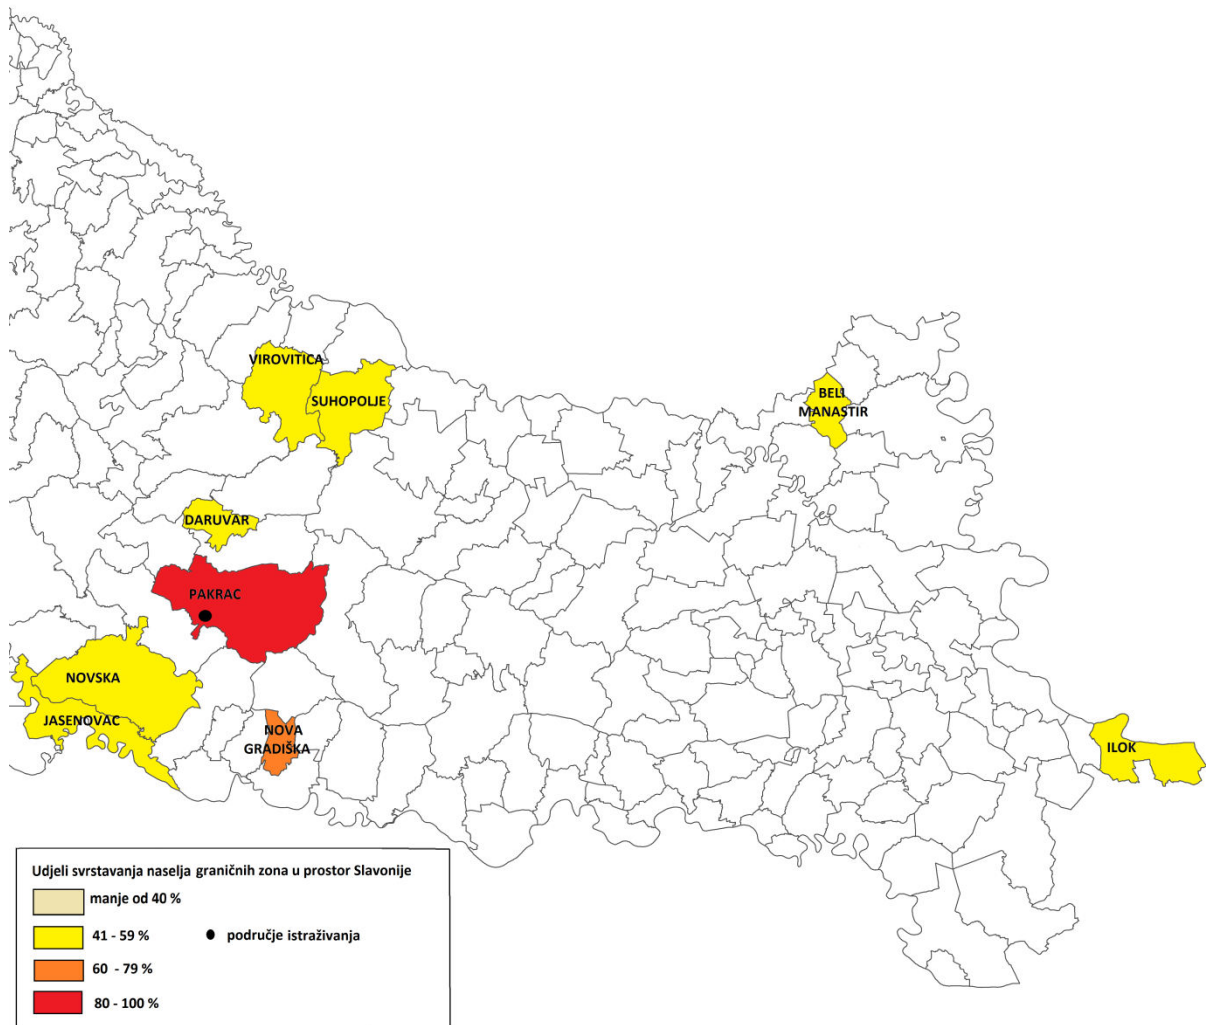 VIROVITICA
SUHOPOLJE
BELI
MANASTIR
DARUVAR
PAKRAC
NOVSKA
JASENOVAC
NOVA
GRADIŠKA
ILOK
Udjeli svrstavanja naselja graničnih zona u prostor Slavonije
manje od 40 %
41 - 59 %
područje istraživanja
60 - 79 %
80 - 100 %